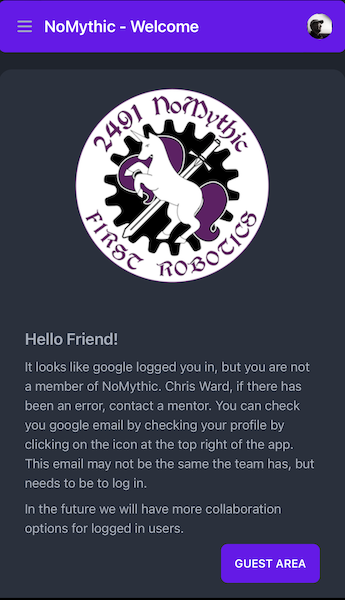 NoMythic - Welcome
2491 NoMythic
FIRST ROBOTICS
Hello Friend!
It looks like google logged you in, but you are not
a member of NoMythic. Chris Ward, if there has
been an error, contact a mentor. You can check
you google email by checking your profile by
clicking on the icon at the top right of the app.
This email may not be the same the team has, but
needs to be to log in.
In the future we will have more collaboration
options for logged in users.
GUEST AREA